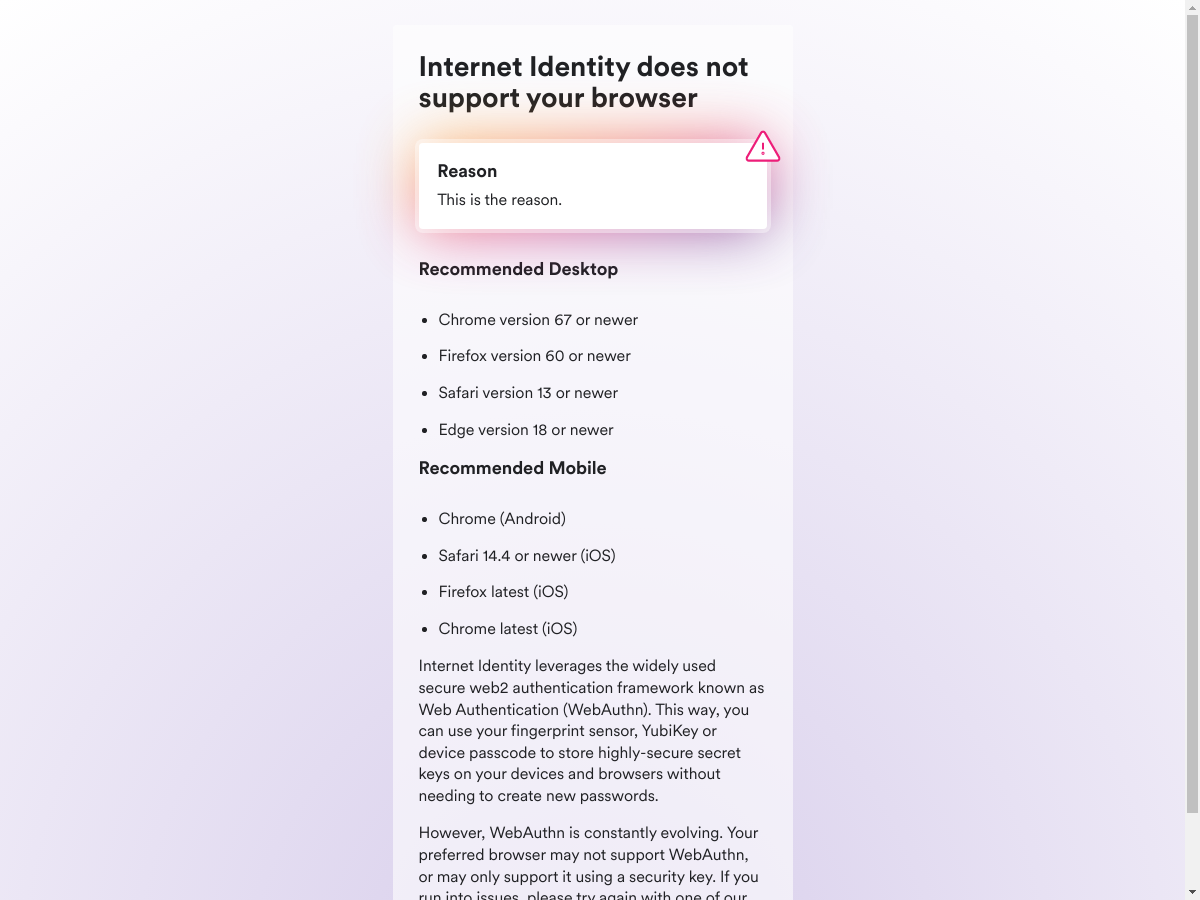 Internet Identity does not
support your browser
Reason
This is the reason.
Recommended Desktop
Chrome version 67 or newer
Firefox version 60 or newer
Safari version 13 or newer
Edge version 18 or newer
Recommended Mobile
Chrome (Android)
Safari 14.4 or newer (iOS)
Firefox latest (iOS)
Chrome latest (iOS)
Internet Identity leverages the widely used
secure web2 authentication framework known as
Web Authentication (WebAuthn). This way, you
can use your fingerprint sensor, YubiKey or
device passcode to store highly-secure secret
keys on your devices and browsers without
needing to create new passwords.
However, WebAuthn is constantly evolving. Your
preferred browser may not support WebAuthn,
or may only support it using a security key. If you
run into issues, please try again with one of our